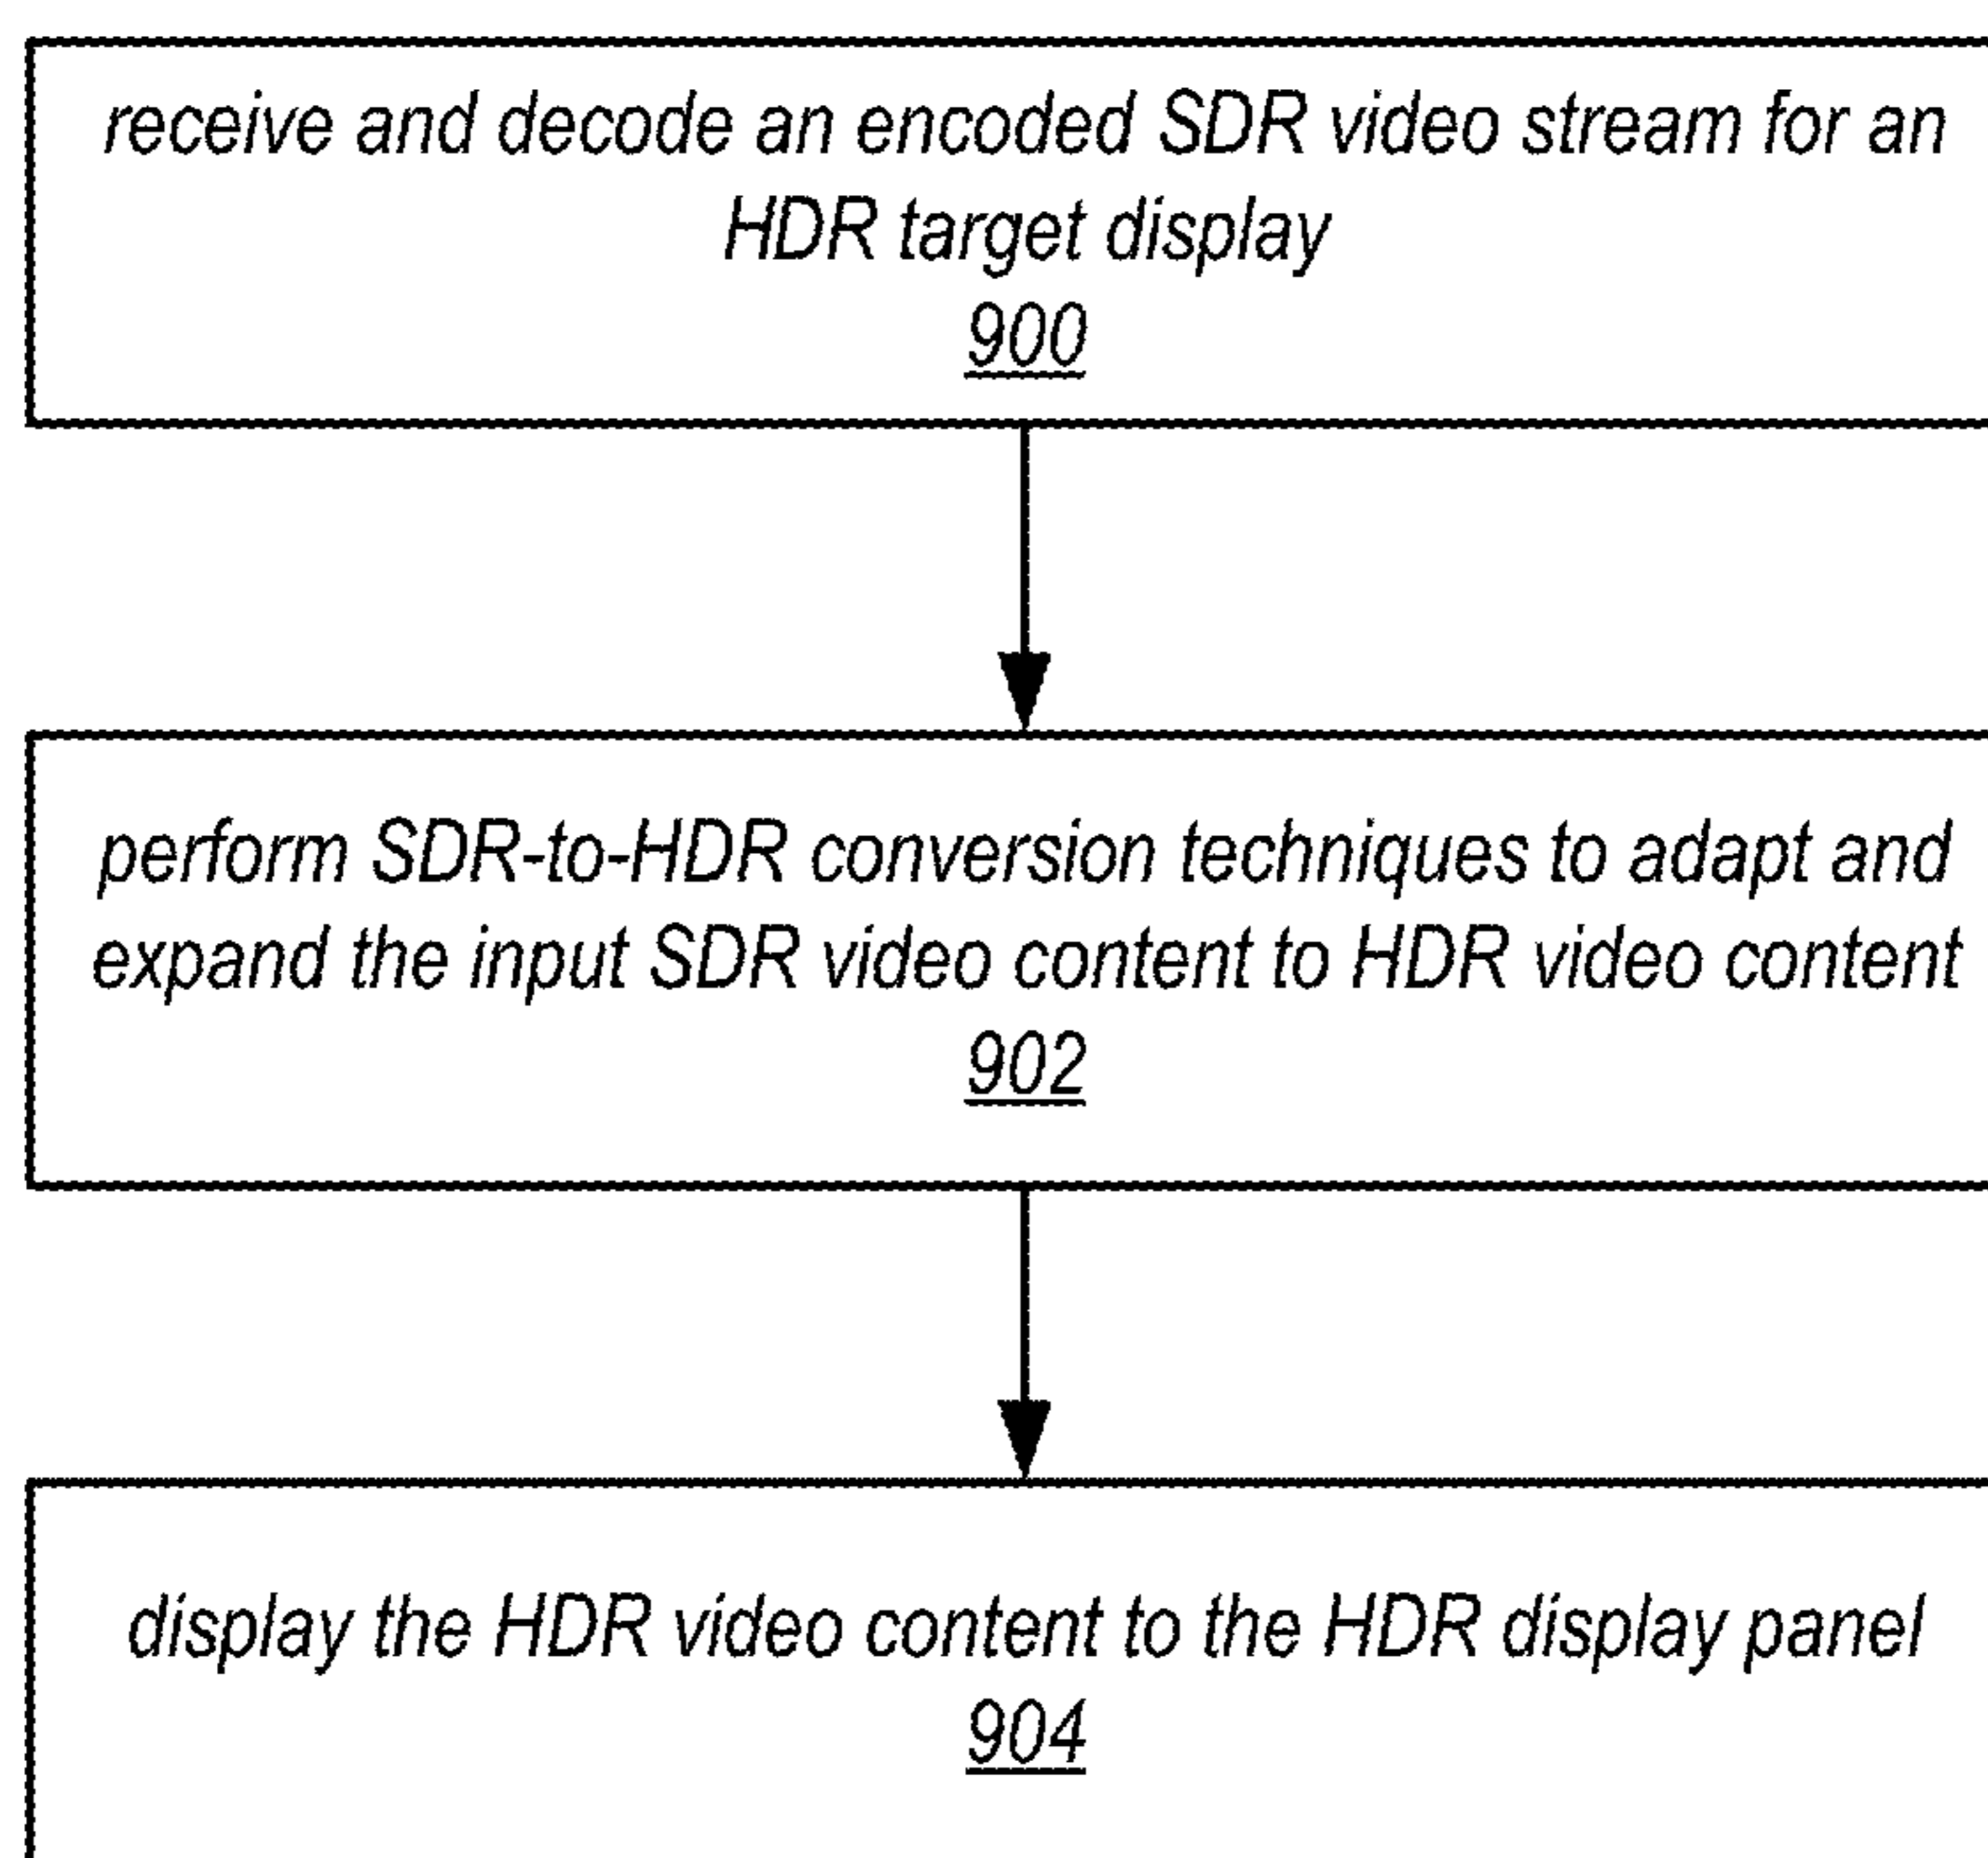 receive and decode an encoded SDR video stream for an
HDR target display
900
perform SDR-to-HDR conversion techniques to adapt and
expand the input SDR video content to HDR video content
902
display the HDR video content to the HDR display panel
904